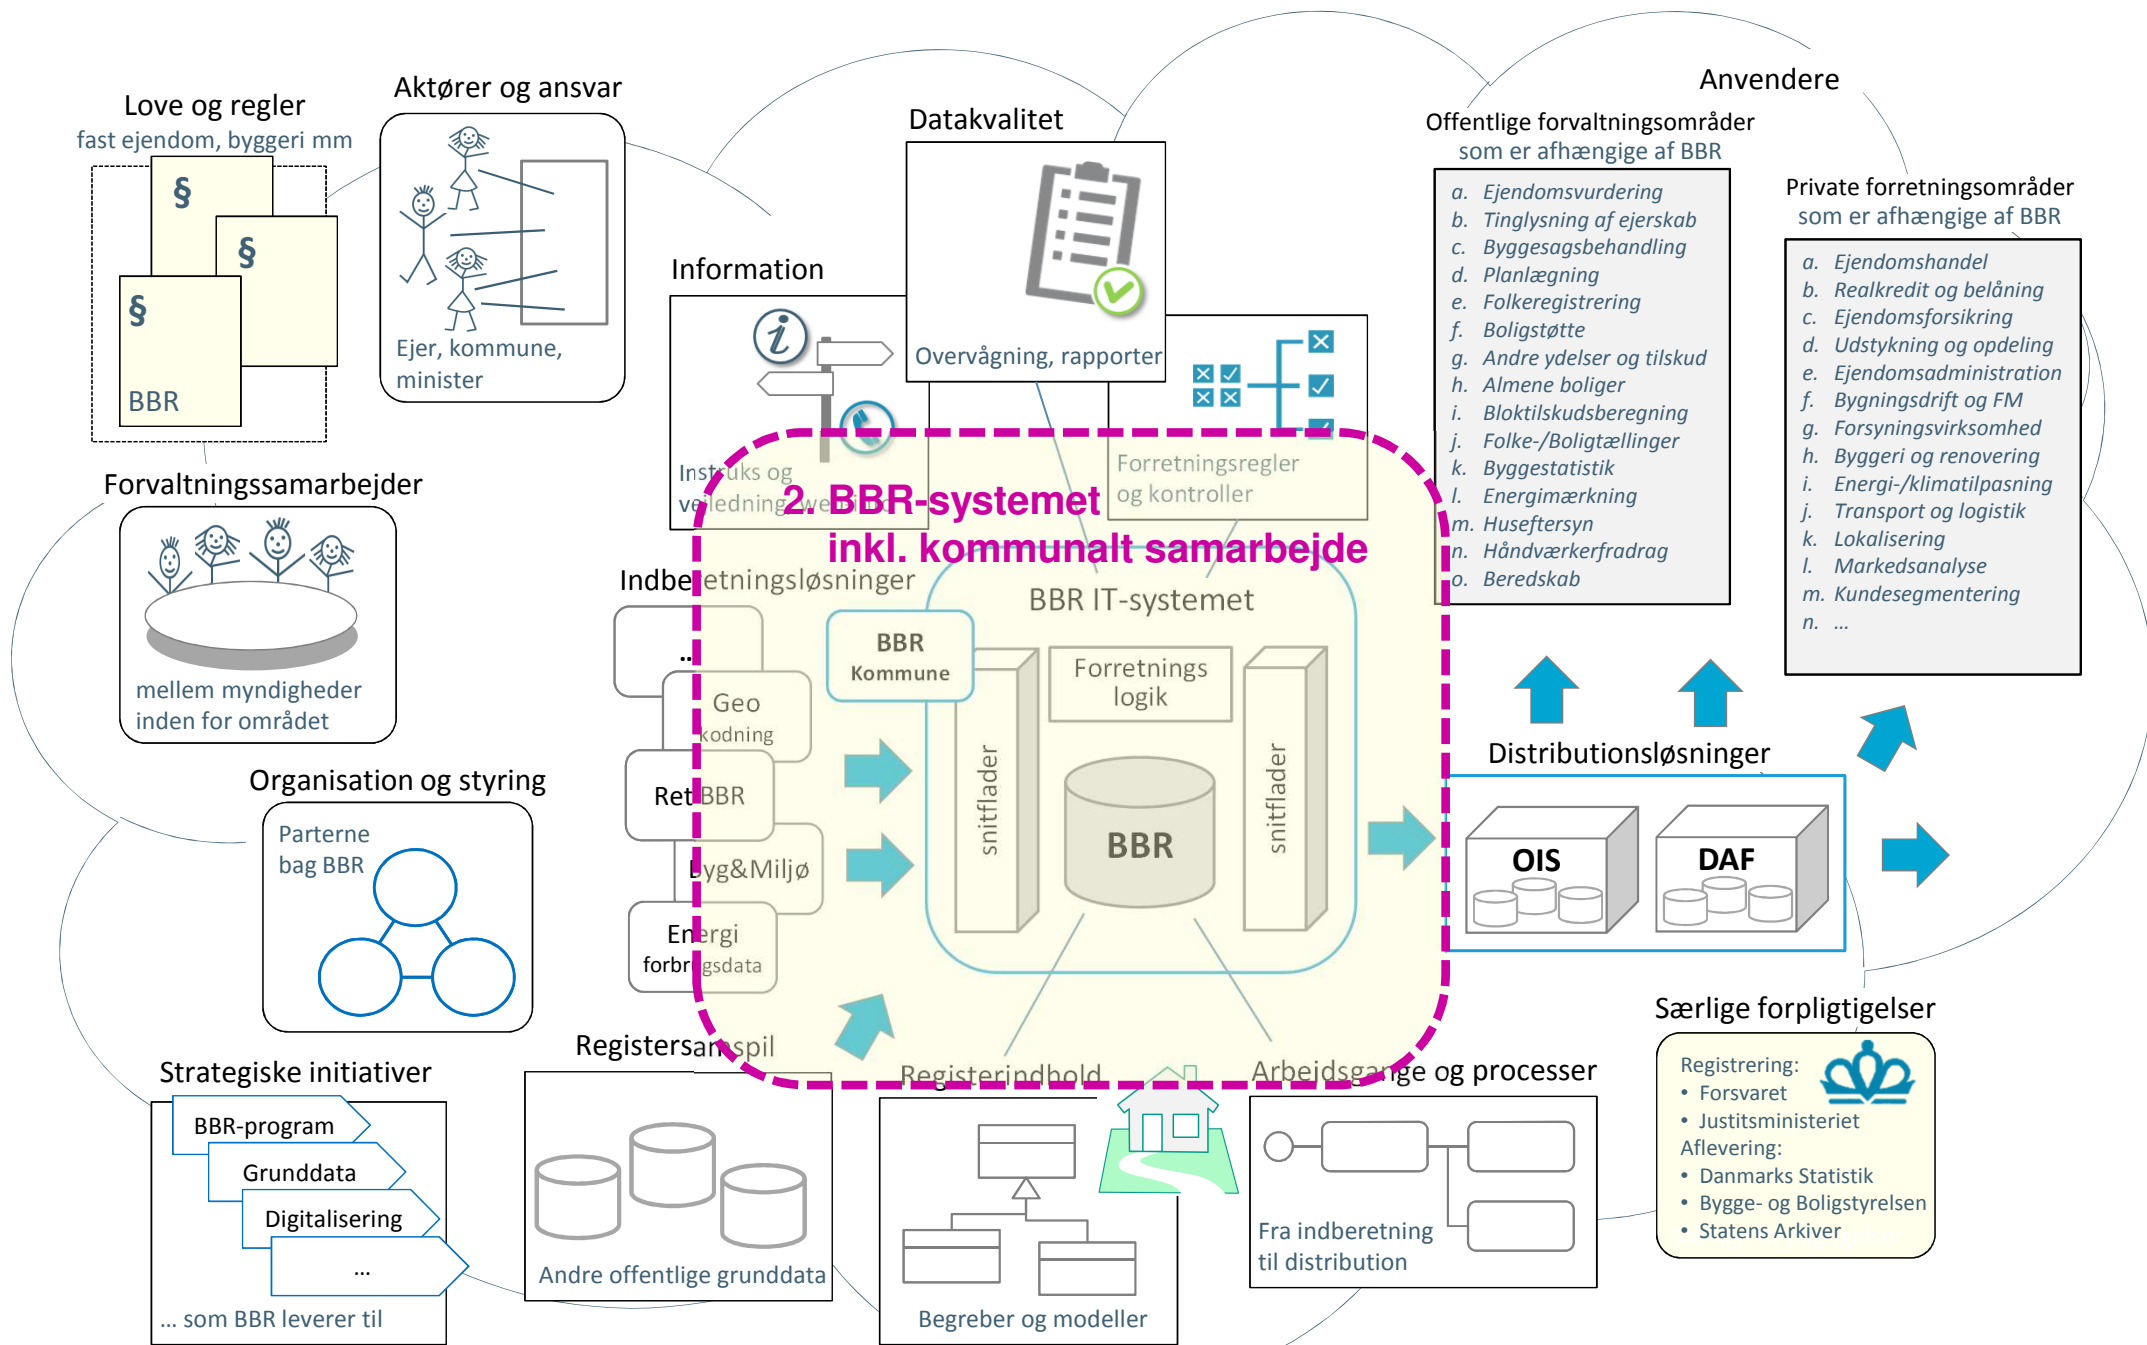 Love og regler
fast ejendom, byggeri mm
§
§
§
BBR
Aktører og ansvar
Ejer, kommune,
minister
Information
Instruks og
vejledning, web-info
Datakvalitet
Overvågning, rapporter
Forretningsregler
og kontroller
Anvendere
Offentlige forvaltningsområder
som er afhængige af BBR
a. Ejendomsvurdering
b. Tinglysning af ejerskab
c. Byggesagsbehandling
d. Planlægning
e. Folkeregistrering
f. Boligstøtte
g. Andre ydelser og tilskud
h. Almene boliger
i. Bloktilskudsberegning
j. Folke-/Boligtællinger
k. Byggestatistik
l. Energimærkning
m. Huseftersyn
n. Håndværkerfradrag
o. Beredskab
Private forretningsområder
som er afhængige af BBR
a. Ejendomshandel
b. Realkredit og belåning
c. Ejendomsforsikring
d. Udstykning og opdeling
e. Ejendomsadministration
f. Bygningsdrift og FM
g. Forsyningsvirksomhed
h. Byggeri og renovering
i. Energi-/klimatilpasning
j. Transport og logistik
k. Lokalisering
l. Markedsanalyse
m. Kundesegmentering
n. ...
2. BBR-systemet
inkl. kommunalt samarbejde
Forvaltningssamarbejder
mellem myndigheder
inden for området
Indberetningsløsninger
..
Geo
kodning
Ret BBR
Byg&Miljø
Energi
forbrugsdata
BBR
Kommune
BBR IT-systemet
snitflader
Forretnings
logik
BBR
snitflader
Distributionsløsninger
OIS
DAF
Organisation og styring
Parterne
bag BBR
Strategiske initiativer
BBR-program
Grunddata
Digitalisering
...
... som BBR leverer til
Registersamspil
Andre offentlige grunddata
Registerindhold
Begreber og modeller
Arbejdsgange og processer
Fra indberetning
til distribution
Særlige forpligtigelser
Registrering:
• Forsvaret
• Justitsministeriet
Aflevering:
• Danmarks Statistik
• Bygge- og Boligstyrelsen
• Statens Arkiver